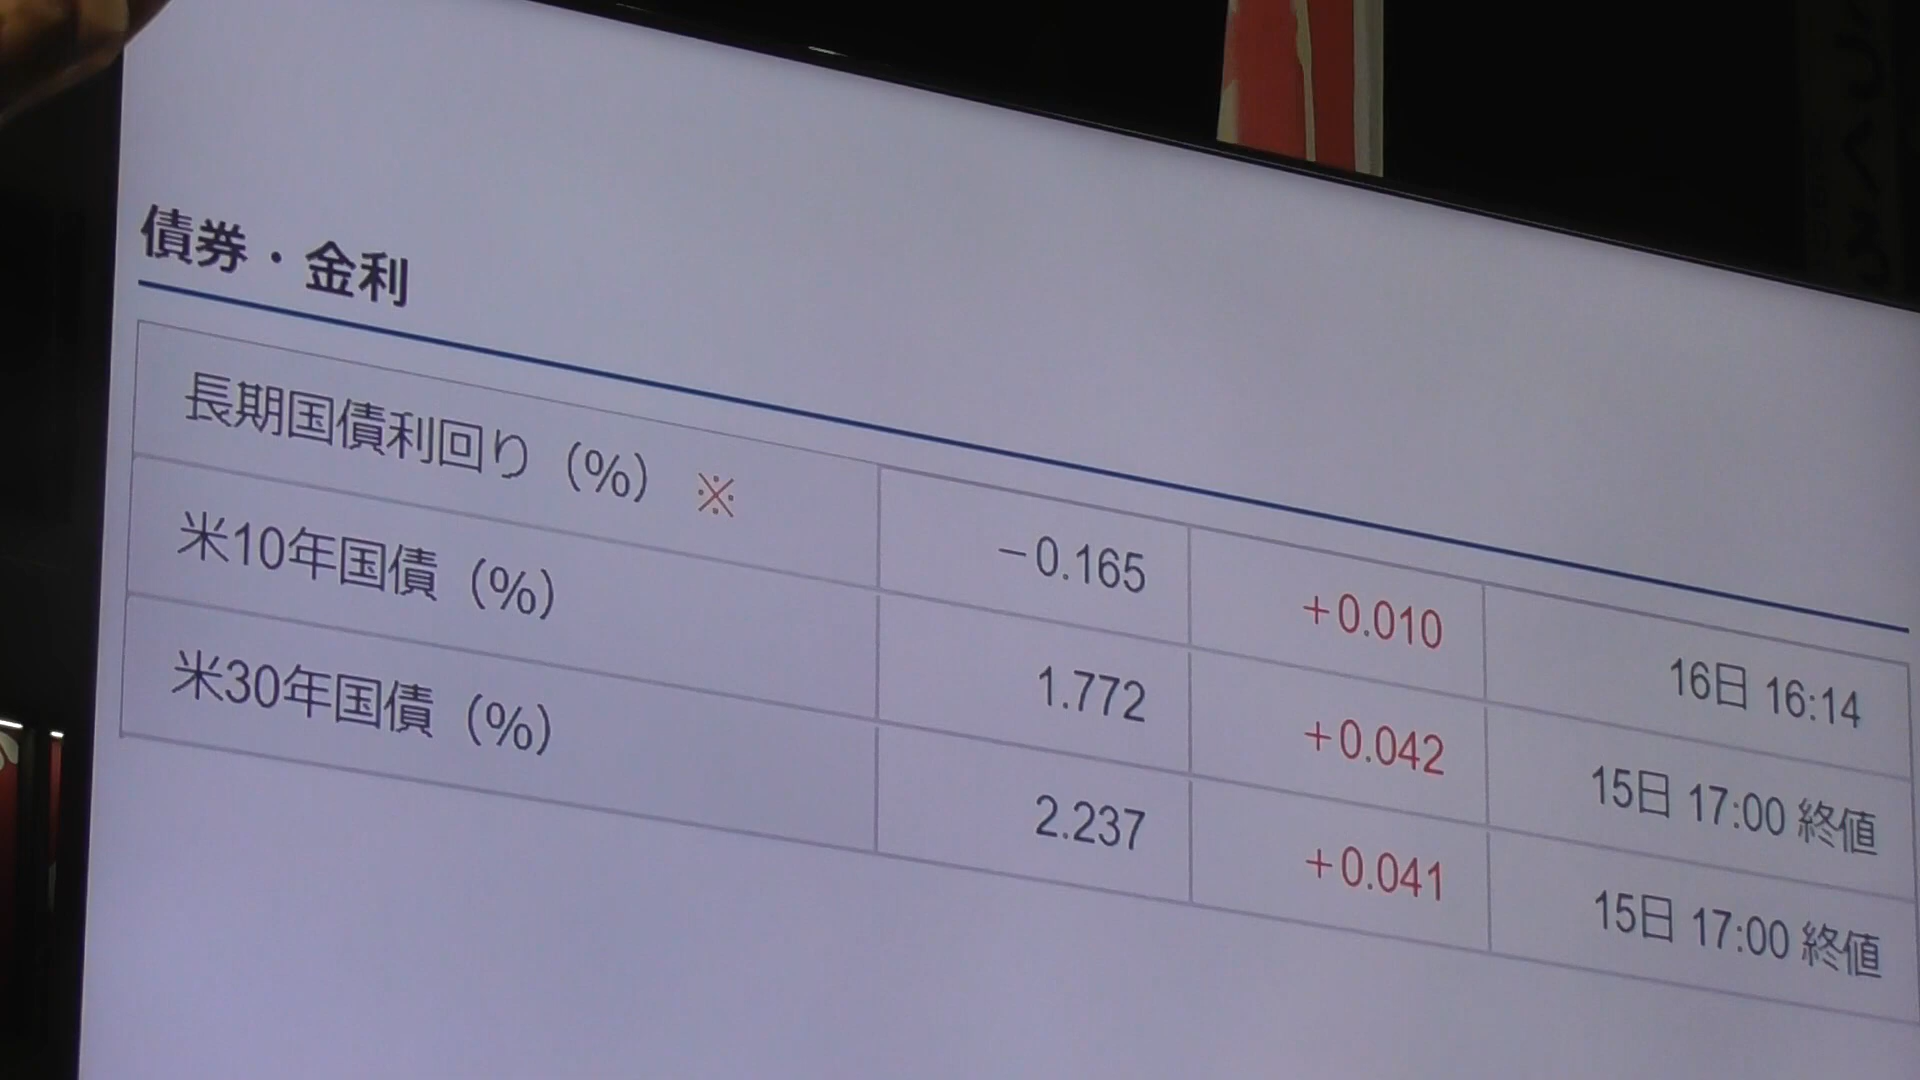 債券・金利
長期国債利回り（%） ※ －0.165 +0.010 16日 16:14
米10年国債（%） 1.772 +0.042 15日 17:00 終値
米30年国債（%） 2.237 +0.041 15日 17:00 終値